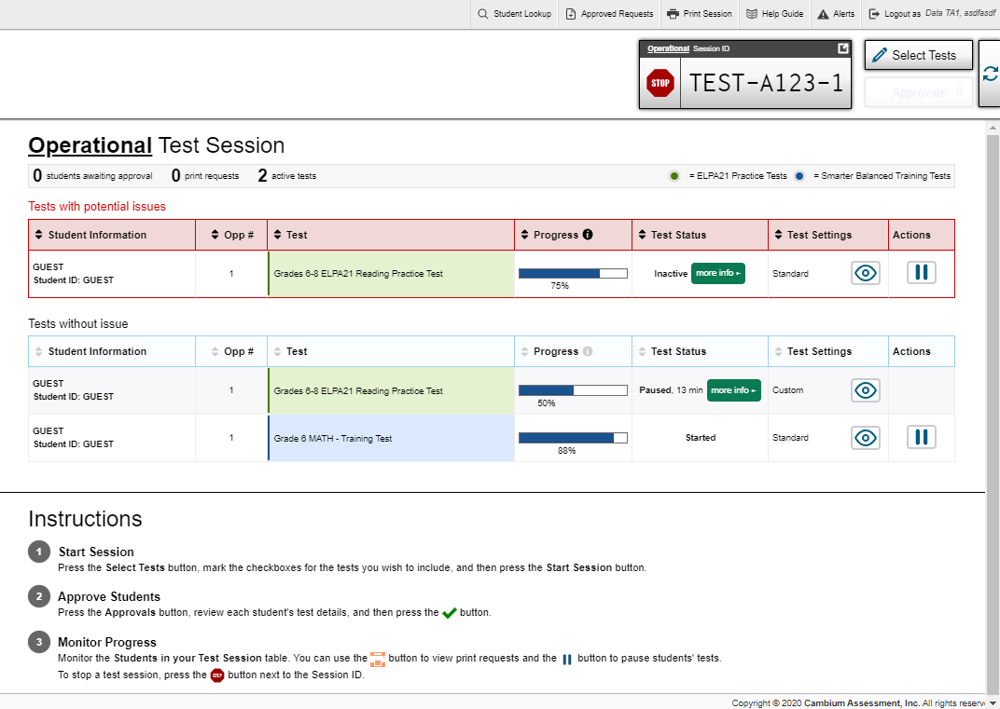 Student Lookup Approved Requests Print Session Help Guide Alerts Logout as Data TA1, asdfasdf
Operational Session ID
STOP TEST-A123-1
Select Tests
Approvals 0
Operational Test Session
0 students awaiting approval 0 print requests 2 active tests = ELPA21 Practice Tests = Smarter Balanced Training Tests
Tests with potential issues
Student Information Opp # Test Progress Test Status Test Settings Actions
GUEST
Student ID: GUEST
1 Grades 6-8 ELPA21 Reading Practice Test 75% Inactive more info Standard
Tests without issue
Student Information Opp # Test Progress Test Status Test Settings Actions
GUEST
Student ID: GUEST
1 Grades 6-8 ELPA21 Reading Practice Test 50% Paused, 13 min more info Custom
GUEST
Student ID: GUEST
1 Grade 6 MATH - Training Test 88% Started Standard
Instructions
1 Start Session
Press the Select Tests button, mark the checkboxes for the tests you wish to include, and then press the Start Session button.
2 Approve Students
Press the Approvals button, review each student's test details, and then press the button.
3 Monitor Progress
Monitor the Students in your Test Session table. You can use the button to view print requests and the button to pause students' tests.
To stop a test session, press the STOP button next to the Session ID.
Copyright © 2020 Cambium Assessment, Inc. All rights reserv